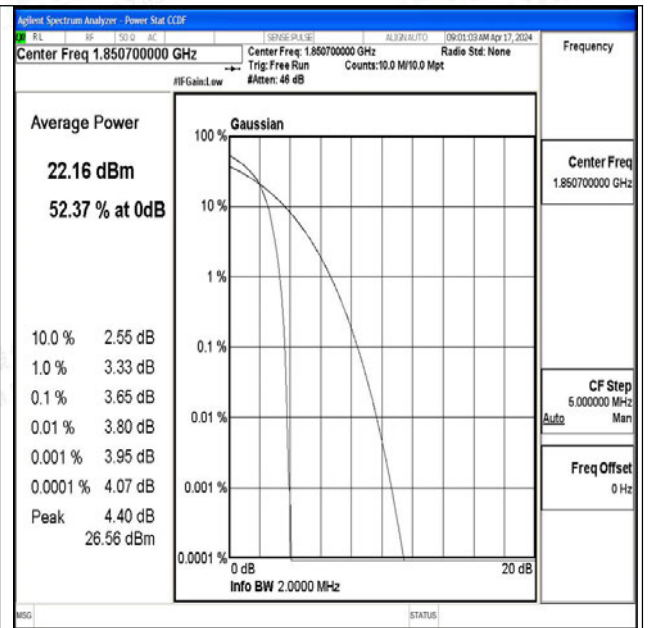 Agilent Spectrum Analyzer - Power Stat CCDF
RL RF 50 Ω AC SENSE:PULSE ALIGN AUTO 09:01:03 AM Apr 17, 2024
Center Freq 1.850700000 GHz
Center Freq: 1.850700000 GHz Radio Std: None
Trig: Free Run Counts:10.0 M/10.0 Mpt
#IFGain:Low #Atten: 46 dB
Frequency
Average Power
22.16 dBm
52.37 % at 0dB
10.0 % 2.55 dB
1.0 % 3.33 dB
0.1 % 3.65 dB
0.01 % 3.80 dB
0.001 % 3.95 dB
0.0001 % 4.07 dB
Peak 4.40 dB
26.56 dBm
Gaussian
100 %
10 %
1 %
0.1 %
0.01 %
0.001 %
0.0001 %
0 dB 20 dB
Info BW 2.0000 MHz
Center Freq
1.850700000 GHz
CF Step
5.000000 MHz
Auto Man
Freq Offset
0 Hz
MSG STATUS